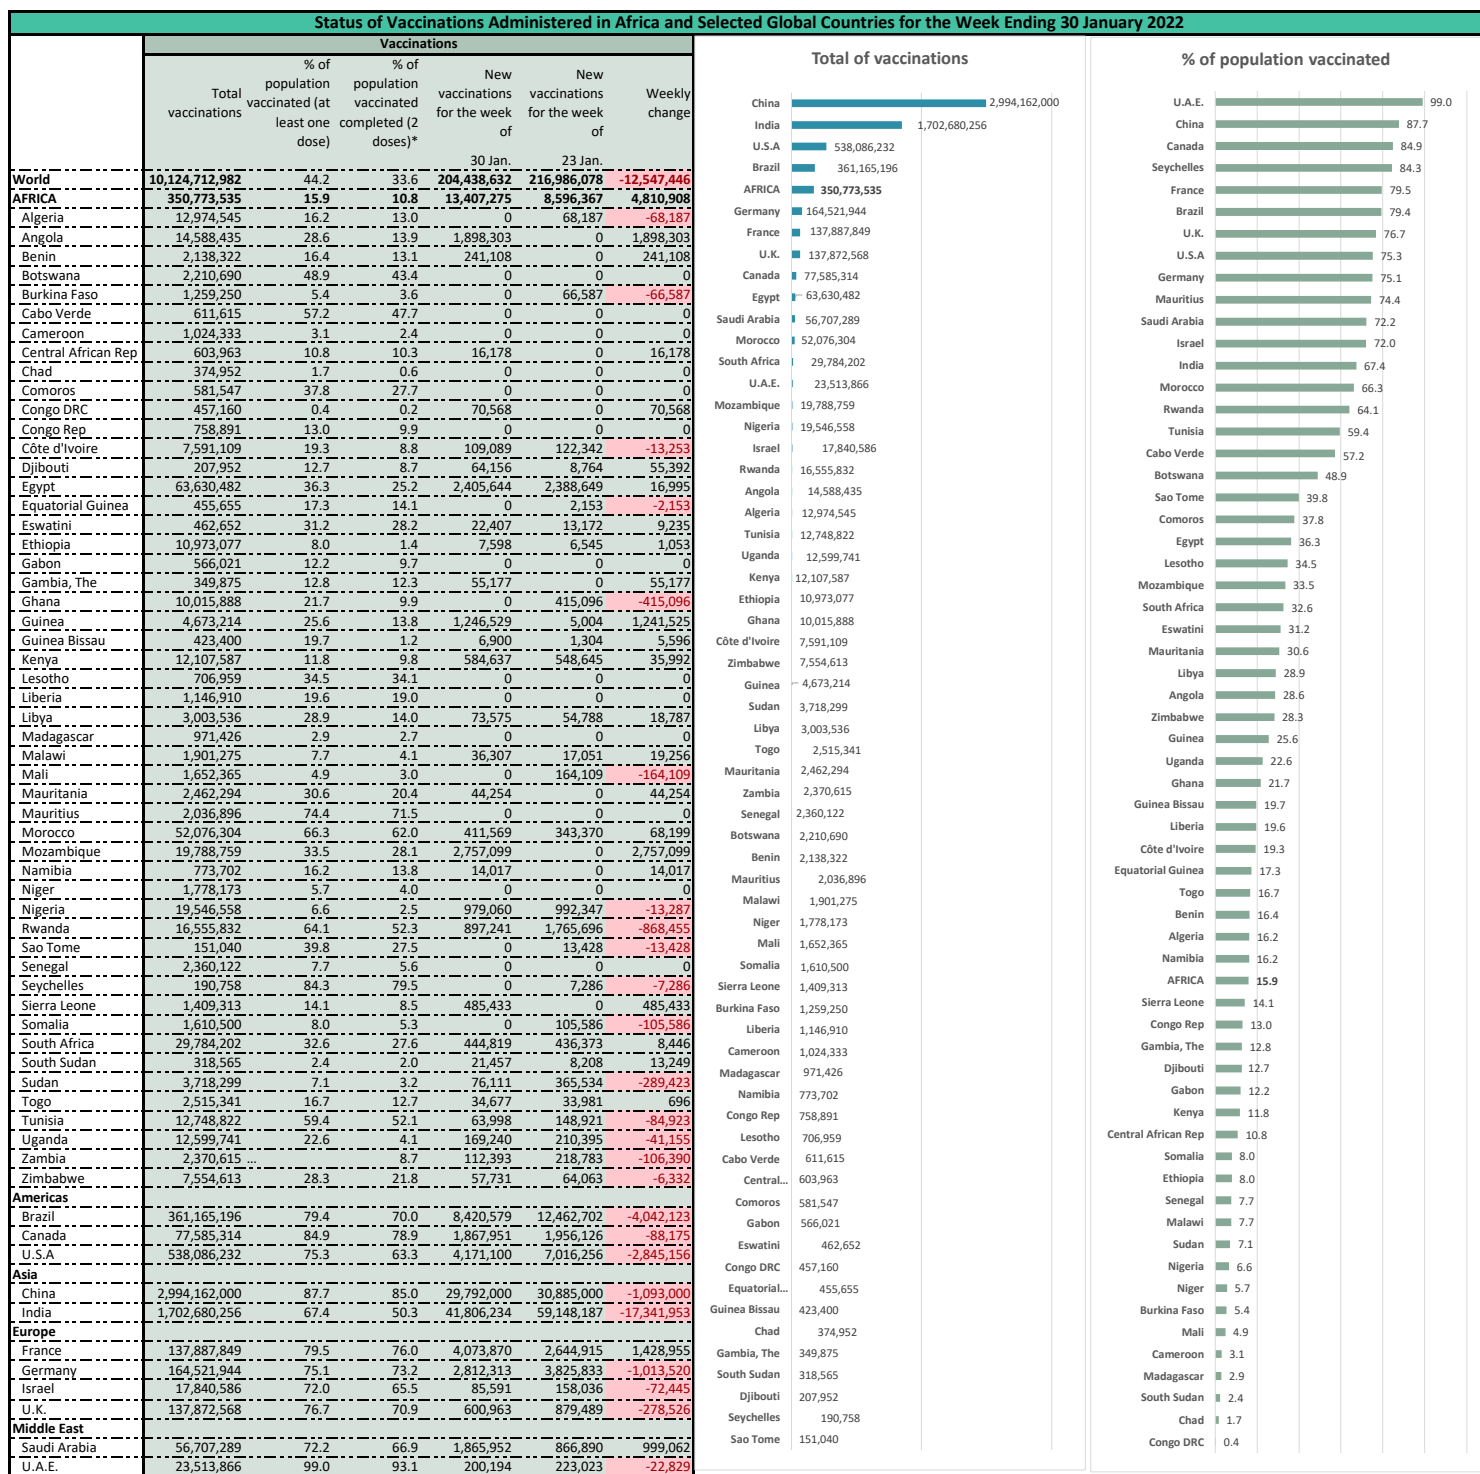 Status of Vaccinations Administered in Africa and Selected Global Countries for the Week Ending 30 January 2022
Vaccinations
Total vaccinations
% of population vaccinated (at least one dose)
% of population vaccinated completed (2 doses)*
New vaccinations for the week of
New vaccinations for the week of
Weekly change
30 Jan. 23 Jan.
World 10,124,712,982 44.2 33.6 204,438,632 216,986,078 -12,547,446
AFRICA 350,773,535 15.9 10.8 13,407,275 8,596,367 4,810,908
Algeria 12,974,545 16.2 13.0 0 68,187 -68,187
Angola 14,588,435 28.6 13.9 1,898,303 0 1,898,303
Benin 2,138,322 16.4 13.1 241,108 0 241,108
Botswana 2,210,690 48.9 43.4 0 0 0
Burkina Faso 1,259,250 5.4 3.6 0 66,587 -66,587
Cabo Verde 611,615 57.2 47.7 0 0 0
Cameroon 1,024,333 3.1 2.4 0 0 0
Central African Rep 603,963 10.8 10.3 16,178 0 16,178
Chad 374,952 1.7 0.6 0 0 0
Comoros 581,547 37.8 27.7 0 0 0
Congo DRC 457,160 0.4 0.2 70,568 0 70,568
Congo Rep 758,891 13.0 9.9 0 0 0
Côte d'Ivoire 7,591,109 19.3 8.8 109,089 122,342 -13,253
Djibouti 207,952 12.7 8.7 64,156 8,764 55,392
Egypt 63,630,482 36.3 25.2 2,405,644 2,388,649 16,995
Equatorial Guinea 455,655 17.3 14.1 0 2,153 -2,153
Eswatini 462,652 31.2 28.2 22,407 13,172 9,235
Ethiopia 10,973,077 8.0 1.4 7,598 6,545 1,053
Gabon 566,021 12.2 9.7 0 0 0
Gambia, The 349,875 12.8 12.3 55,177 0 55,177
Ghana 10,015,888 21.7 9.9 0 415,096 -415,096
Guinea 4,673,214 25.6 13.8 1,246,529 5,004 1,241,525
Guinea Bissau 423,400 19.7 1.2 6,900 1,304 5,596
Kenya 12,107,587 11.8 9.8 584,637 548,645 35,992
Lesotho 706,959 34.5 34.1 0 0 0
Liberia 1,146,910 19.6 19.0 0 0 0
Libya 3,003,536 28.9 14.0 73,575 54,788 18,787
Madagascar 971,426 2.9 2.7 0 0 0
Malawi 1,901,275 7.7 4.1 36,307 17,051 19,256
Mali 1,652,365 4.9 3.0 0 164,109 -164,109
Mauritania 2,462,294 30.6 20.4 44,254 0 44,254
Mauritius 2,036,896 74.4 71.5 0 0 0
Morocco 52,076,304 66.3 62.0 411,569 343,370 68,199
Mozambique 19,788,759 33.5 28.1 2,757,099 0 2,757,099
Namibia 773,702 16.2 13.8 14,017 0 14,017
Niger 1,778,173 5.7 4.0 0 0 0
Nigeria 19,546,558 6.6 2.5 979,060 992,347 -13,287
Rwanda 16,555,832 64.1 52.3 897,241 1,765,696 -868,455
Sao Tome 151,040 39.8 27.5 0 13,428 -13,428
Senegal 2,360,122 7.7 5.6 0 0 0
Seychelles 190,758 84.3 79.5 0 7,286 -7,286
Sierra Leone 1,409,313 14.1 8.5 485,433 0 485,433
Somalia 1,610,500 8.0 5.3 0 105,586 -105,586
South Africa 29,784,202 32.6 27.6 444,819 436,373 8,446
South Sudan 318,565 2.4 2.0 21,457 8,208 13,249
Sudan 3,718,299 7.1 3.2 76,111 365,534 -289,423
Togo 2,515,341 16.7 12.7 34,677 33,981 696
Tunisia 12,748,822 59.4 52.1 63,998 148,921 -84,923
Uganda 12,599,741 22.6 4.1 169,240 210,395 -41,155
Zambia 2,370,615 ... 8.7 112,393 218,783 -106,390
Zimbabwe 7,554,613 28.3 21.8 57,731 64,063 -6,332
Americas
Brazil 361,165,196 79.4 70.0 8,420,579 12,462,702 -4,042,123
Canada 77,585,314 84.9 78.9 1,867,951 1,956,126 -88,175
U.S.A 538,086,232 75.3 63.3 4,171,100 7,016,256 -2,845,156
Asia
China 2,994,162,000 87.7 85.0 29,792,000 30,885,000 -1,093,000
India 1,702,680,256 67.4 50.3 41,806,234 59,148,187 -17,341,953
Europe
France 137,887,849 79.5 76.0 4,073,870 2,644,915 1,428,955
Germany 164,521,944 75.1 73.2 2,812,313 3,825,833 -1,013,520
Israel 17,840,586 72.0 65.5 85,591 158,036 -72,445
U.K. 137,872,568 76.7 70.9 600,963 879,489 -278,526
Middle East
Saudi Arabia 56,707,289 72.2 66.9 1,865,952 866,890 999,062
U.A.E. 23,513,866 99.0 93.1 200,194 223,023 -22,829
Total of vaccinations
China 2,994,162,000
India 1,702,680,256
U.S.A 538,086,232
Brazil 361,165,196
AFRICA 350,773,535
Germany 164,521,944
France 137,887,849
U.K. 137,872,568
Canada 77,585,314
Egypt 63,630,482
Saudi Arabia 56,707,289
Morocco 52,076,304
South Africa 29,784,202
U.A.E. 23,513,866
Mozambique 19,788,759
Nigeria 19,546,558
Israel 17,840,586
Rwanda 16,555,832
Angola 14,588,435
Algeria 12,974,545
Tunisia 12,748,822
Uganda 12,599,741
Kenya 12,107,587
Ethiopia 10,973,077
Ghana 10,015,888
Côte d'Ivoire 7,591,109
Zimbabwe 7,554,613
Guinea 4,673,214
Sudan 3,718,299
Libya 3,003,536
Togo 2,515,341
Mauritania 2,462,294
Zambia 2,370,615
Senegal 2,360,122
Botswana 2,210,690
Benin 2,138,322
Mauritius 2,036,896
Malawi 1,901,275
Niger 1,778,173
Mali 1,652,365
Somalia 1,610,500
Sierra Leone 1,409,313
Burkina Faso 1,259,250
Liberia 1,146,910
Cameroon 1,024,333
Madagascar 971,426
Namibia 773,702
Congo Rep 758,891
Lesotho 706,959
Cabo Verde 611,615
Central... 603,963
Comoros 581,547
Gabon 566,021
Eswatini 462,652
Congo DRC 457,160
Equatorial... 455,655
Guinea Bissau 423,400
Chad 374,952
Gambia, The 349,875
South Sudan 318,565
Djibouti 207,952
Seychelles 190,758
Sao Tome 151,040
% of population vaccinated
U.A.E. 99.0
China 87.7
Canada 84.9
Seychelles 84.3
France 79.5
Brazil 79.4
U.K. 76.7
U.S.A 75.3
Germany 75.1
Mauritius 74.4
Saudi Arabia 72.2
Israel 72.0
India 67.4
Morocco 66.3
Rwanda 64.1
Tunisia 59.4
Cabo Verde 57.2
Botswana 48.9
Sao Tome 39.8
Comoros 37.8
Egypt 36.3
Lesotho 34.5
Mozambique 33.5
South Africa 32.6
Eswatini 31.2
Mauritania 30.6
Libya 28.9
Angola 28.6
Zimbabwe 28.3
Guinea 25.6
Uganda 22.6
Ghana 21.7
Guinea Bissau 19.7
Liberia 19.6
Côte d'Ivoire 19.3
Equatorial Guinea 17.3
Togo 16.7
Benin 16.4
Algeria 16.2
Namibia 16.2
AFRICA 15.9
Sierra Leone 14.1
Congo Rep 13.0
Gambia, The 12.8
Djibouti 12.7
Gabon 12.2
Kenya 11.8
Central African Rep 10.8
Somalia 8.0
Ethiopia 8.0
Senegal 7.7
Malawi 7.7
Sudan 7.1
Nigeria 6.6
Niger 5.7
Burkina Faso 5.4
Mali 4.9
Cameroon 3.1
Madagascar 2.9
South Sudan 2.4
Chad 1.7
Congo DRC 0.4